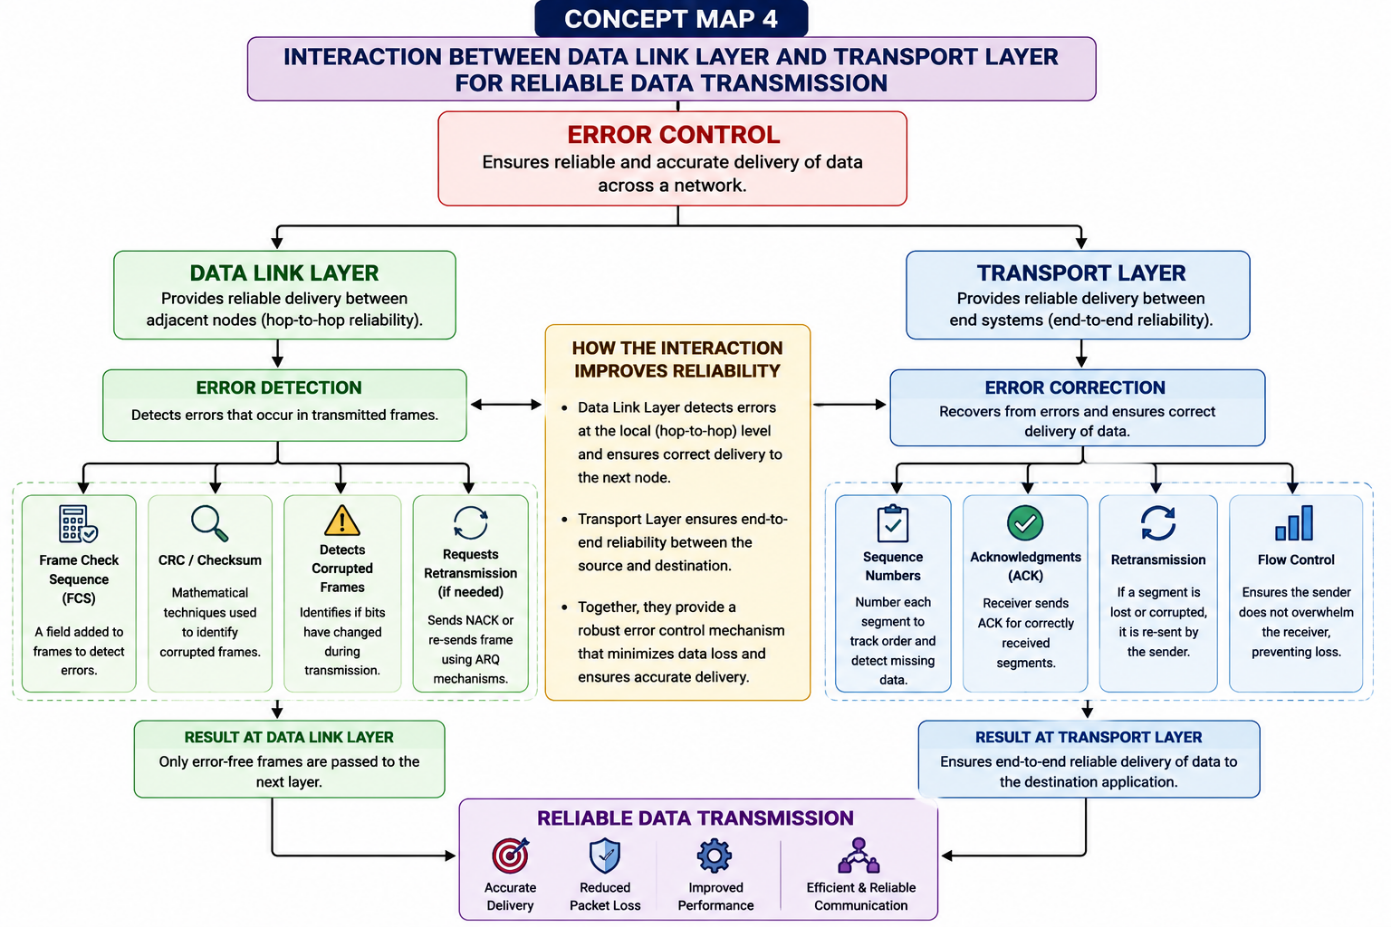 CONCEPT MAP 4
INTERACTION BETWEEN DATA LINK LAYER AND TRANSPORT LAYER
FOR RELIABLE DATA TRANSMISSION
ERROR CONTROL
Ensures reliable and accurate delivery of data
across a network.
DATA LINK LAYER
Provides reliable delivery between
adjacent nodes (hop-to-hop reliability).
TRANSPORT LAYER
Provides reliable delivery between
end systems (end-to-end reliability).
ERROR DETECTION
Detects errors that occur in transmitted frames.
HOW THE INTERACTION
IMPROVES RELIABILITY
• Data Link Layer detects errors
at the local (hop-to-hop) level
and ensures correct delivery to
the next node.
• Transport Layer ensures end-to-
end reliability between the
source and destination.
• Together, they provide a
robust error control mechanism
that minimizes data loss and
ensures accurate delivery.
ERROR CORRECTION
Recovers from errors and ensures correct
delivery of data.
Frame Check
Sequence
(FCS)
A field added to
frames to detect
errors.
CRC / Checksum
Mathematical
techniques used
to identify
corrupted frames.
Detects
Corrupted
Frames
Identifies if bits
have changed
during
transmission.
Requests
Retransmission
(if needed)
Sends NACK or
re-sends frame
using ARQ
mechanisms.
Sequence
Numbers
Number each
segment to
track order and
detect missing
data.
Acknowledgments
(ACK)
Receiver sends
ACK for correctly
received
segments.
Retransmission
If a segment is
lost or corrupted,
it is re-sent by
the sender.
Flow Control
Ensures the sender
does not overwhelm
the receiver,
preventing loss.
RESULT AT DATA LINK LAYER
Only error-free frames are passed to the
next layer.
RESULT AT TRANSPORT LAYER
Ensures end-to-end reliable delivery of data to
the destination application.
RELIABLE DATA TRANSMISSION
Accurate
Delivery
Reduced
Packet Loss
Improved
Performance
Efficient & Reliable
Communication